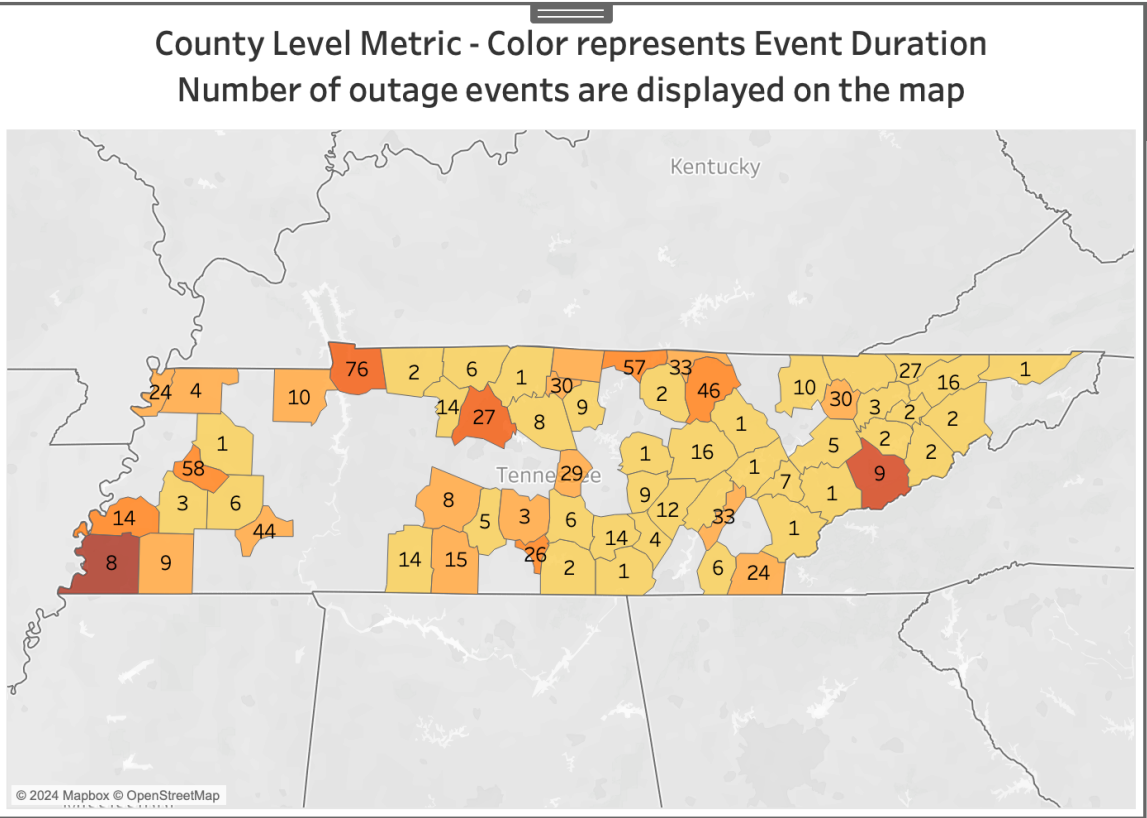 County Level Metric - Color represents Event Duration
Number of outage events are displayed on the map
Kentucky
76 2 6 1 30 57 33 46 10 30 27 16 1
24 4 10 14 27 8 9 2 3 2 2
1 1 16 1 5 2 2
58 Tenne ee 29 1 7 9
3 6 8 5 3 6 9 12 33 1
14 44 14 4 1
8 9 14 15 26 2 1 6 24
© 2024 Mapbox © OpenStreetMap